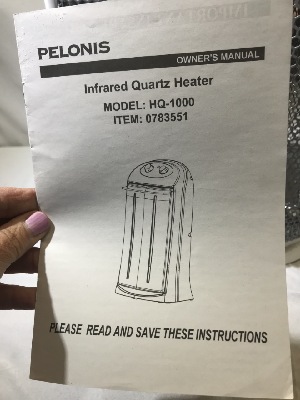 PELONIS
OWNER'S MANUAL
Infrared Quartz Heater
MODEL: HQ-1000
ITEM: 0783551
PLEASE READ AND SAVE THESE INSTRUCTIONS